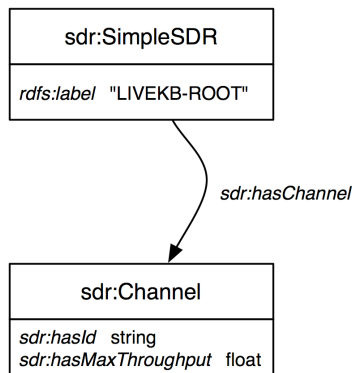 sdr:SimpleSDR
rdfs:label "LIVEKB-ROOT"
sdr:hasChannel
sdr:Channel
sdr:hasId string
sdr:hasMaxThroughput float